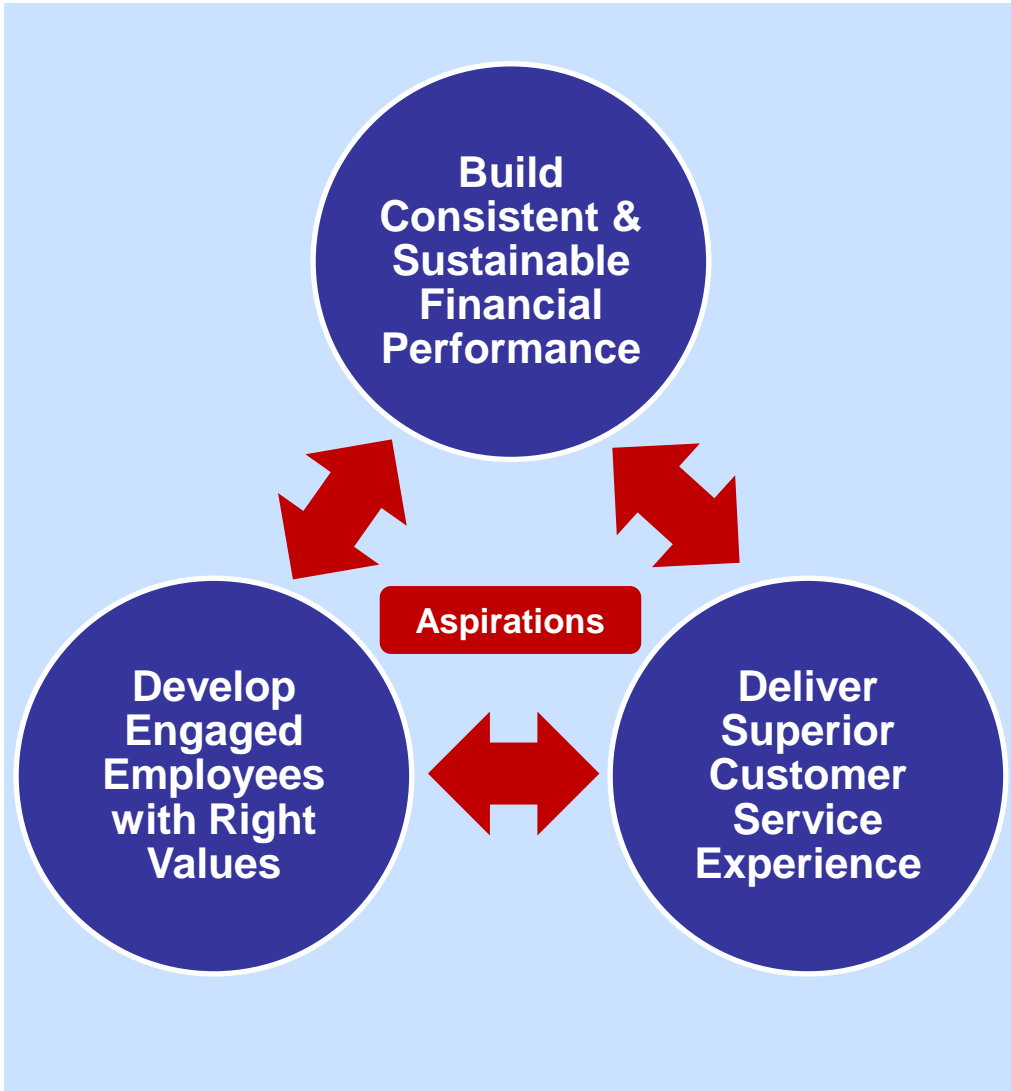 Build
Consistent &
Sustainable
Financial
Performance
Aspirations
Develop
Engaged
Employees
with Right
Values
Deliver
Superior
Customer
Service
Experience